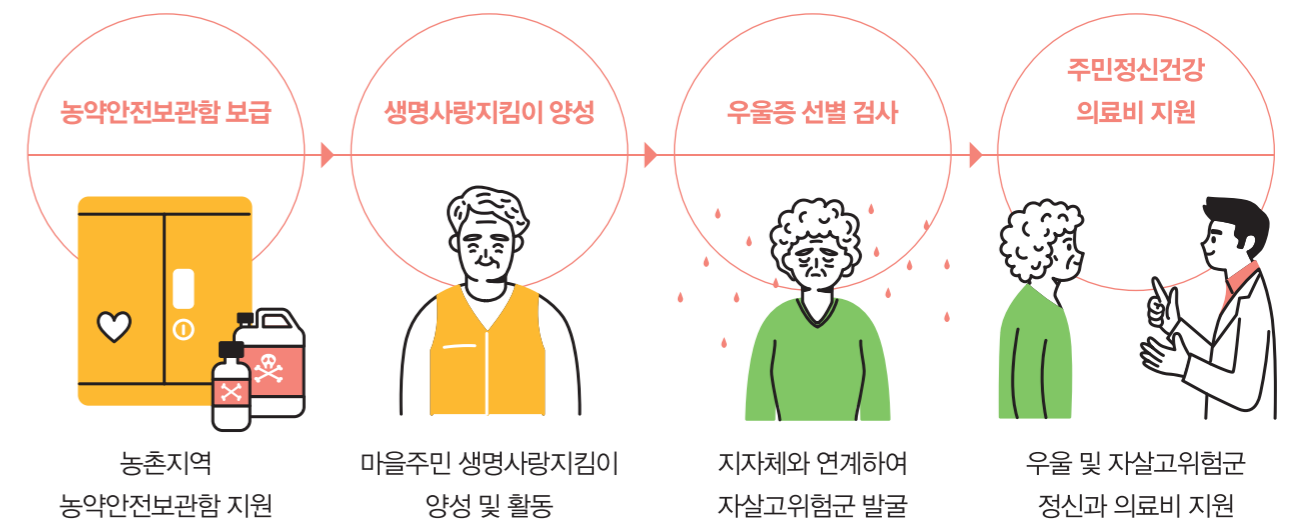 농약안전보관함 보급
생명사랑지킴이 양성
우울증 선별 검사
주민정신건강
의료비 지원
농촌지역
농약안전보관함 지원
마을주민 생명사랑지킴이
양성 및 활동
지자체와 연계하여
자살고위험군 발굴
우울 및 자살고위험군
정신과 의료비 지원